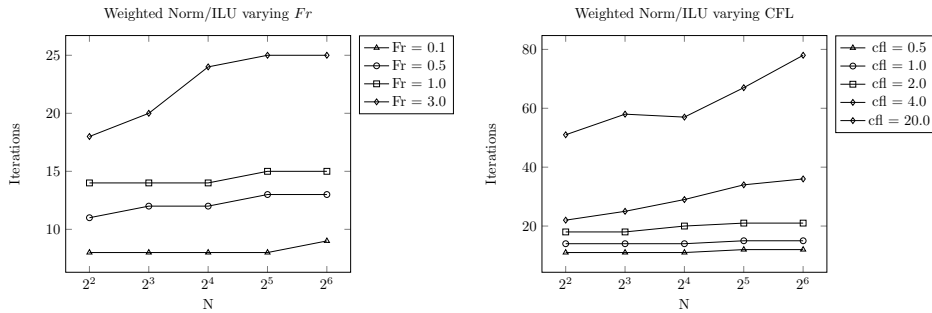 Weighted Norm/ILU varying Fr
25
20
15
10
Iterations
2^2 2^3 2^4 2^5 2^6
N
Fr = 0.1
Fr = 0.5
Fr = 1.0
Fr = 3.0
Weighted Norm/ILU varying CFL
80
60
40
20
Iterations
2^2 2^3 2^4 2^5 2^6
N
cfl = 0.5
cfl = 1.0
cfl = 2.0
cfl = 4.0
cfl = 20.0